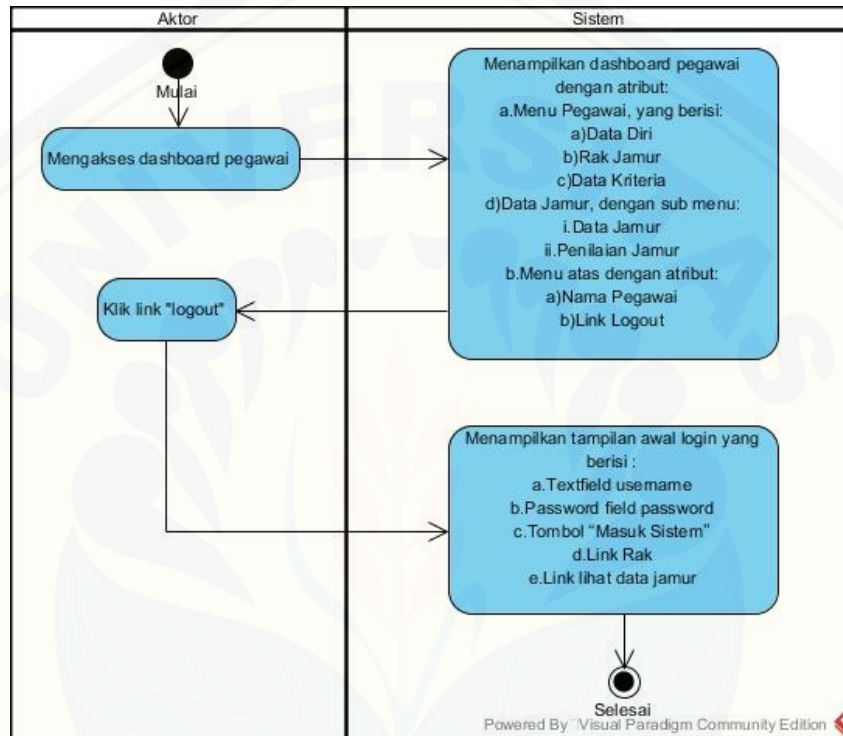 Aktor
Sistem
Mulai
Mengakses dashboard pegawai
Menampilkan dashboard pegawai
dengan atribut:
a.Menu Pegawai, yang berisi:
a)Data Diri
b)Rak Jamur
c)Data Kriteria
d)Data Jamur, dengan sub menu:
i.Data Jamur
ii.Penilaian Jamur
b.Menu atas dengan atribut:
a)Nama Pegawai
b)Link Logout
Klik link "logout"
Menampilkan tampilan awal login yang
berisi :
a.Textfield username
b.Password field password
c.Tombol “Masuk Sistem”
d.Link Rak
e.Link lihat data jamur
Selesai
Powered By Visual Paradigm Community Edition
UNIVERSITAS